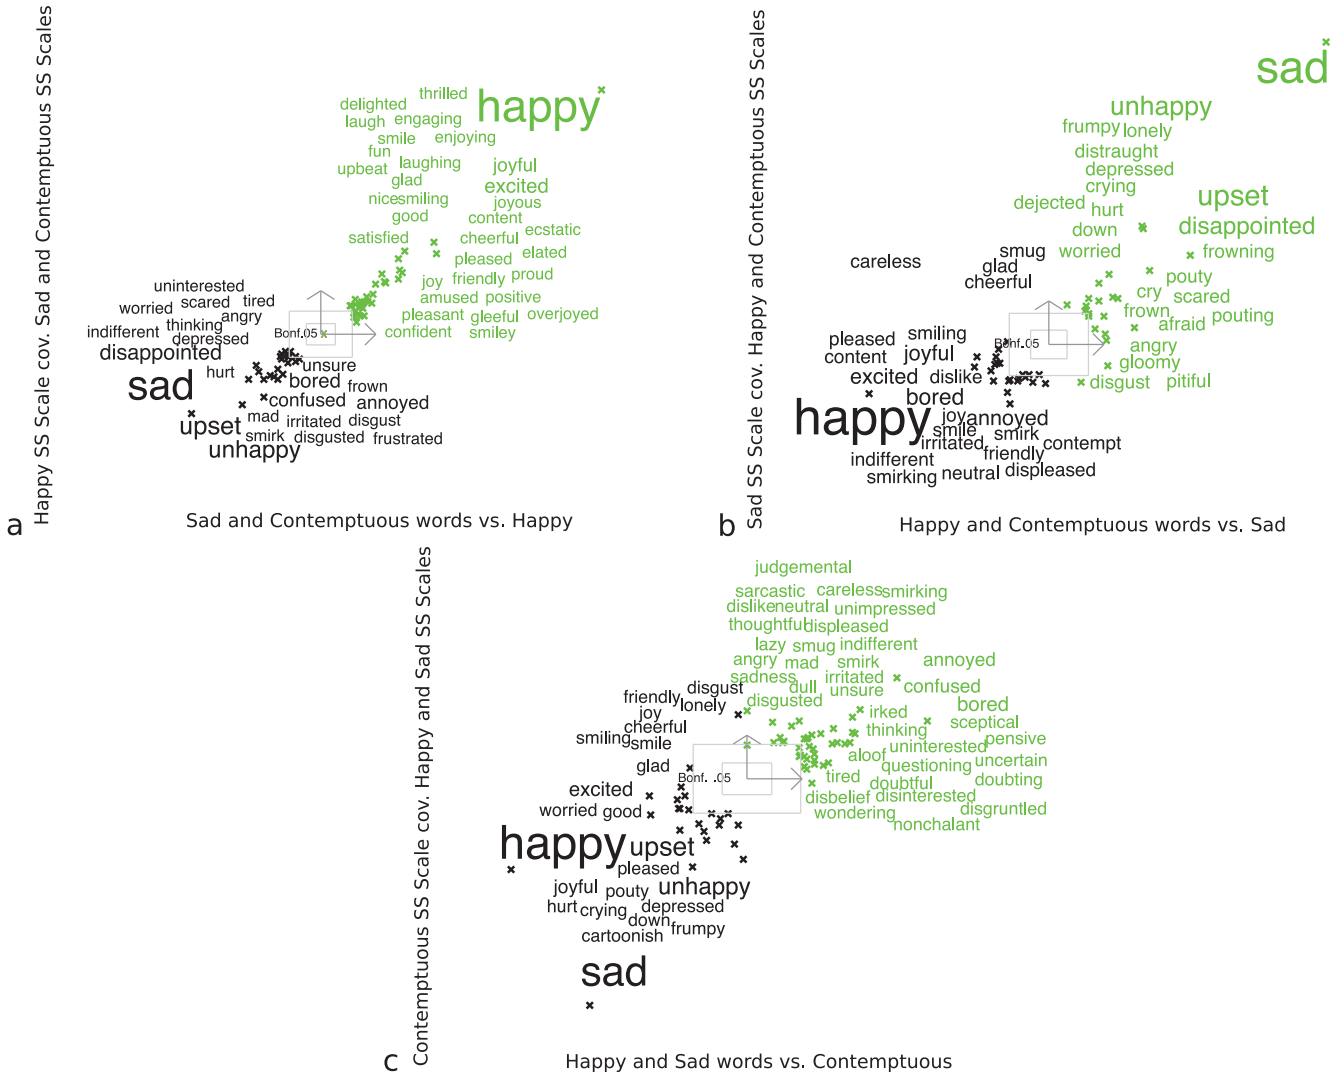 Happy SS Scale cov. Sad and Contemptuous SS Scales
thrilled
delighted
happy
laugh engaging
smile enjoying
fun
upbeat laughing joyful
glad excited
nice smiling joyous
good content
ecstatic
satisfied cheerful
pleased elated
joy friendly proud
amused positive
pleasant gleeful overjoyed
confident smiley
uninterested
worried scared tired
angry
indifferent thinking
depressed
Bonf.05
disappointed
hurt unsure
sad bored frown
confused annoyed
upset mad irritated disgust
smirk disgusted frustrated
unhappy
a
Sad and Contemptuous words vs. Happy
Sad SS Scale cov. Happy and Contemptuous SS Scales
sad
unhappy
frumpy lonely
distraught
depressed
crying
dejected hurt upset
down disappointed
worried frowning
careless smug
glad
cheerful
pouty
cry scared
frown pouting
afraid
angry
gloomy
disgust pitiful
Bonf.05
pleased smiling
content joyful
excited dislike
bored
happy joy annoyed
smile smirk
irritated contempt
friendly
indifferent
smirking neutral displeased
b
Happy and Contemptuous words vs. Sad
Contemptuous SS Scale cov. Happy and Sad SS Scales
judgemental
sarcastic careless smirking
dislike neutral unimpressed
thoughtful displeased
lazy smug indifferent
angry mad smirk annoyed
sadness irritated
dull unsure confused
disgusted
bored
irked sceptical
thinking pensive
uninterested
aloof uncertain
questioning
tired doubtful doubting
disbelief disinterested
wondering disgruntled
nonchalant
disgust
friendly lonely
joy
cheerful
smiling smile
glad
Bonf. .05
excited
worried good
happy upset
pleased
joyful pouty unhappy
hurt crying depressed
down
cartoonish frumpy
sad
c
Happy and Sad words vs. Contemptuous